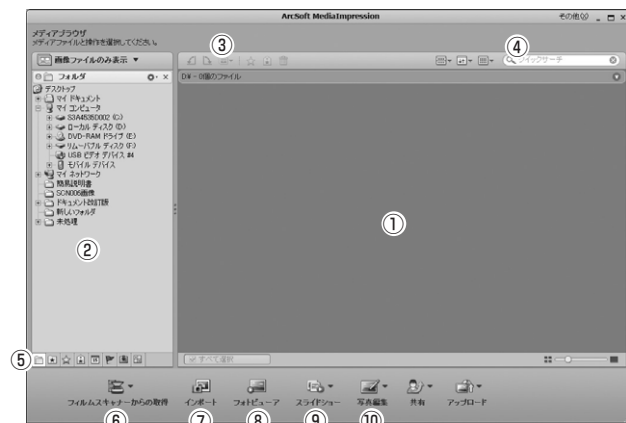 ArcSoft MediaImpression
その他
メディアブラウザ
メディアファイルと操作を選択してください。
③
④
画像ファイルのみ表示 ▼
クイックサーチ
フォルダ
D:¥ - 0個のファイル
デスクトップ
マイ ドキュメント
マイ コンピュータ
S3A4535D002 (C:)
ローカル ディスク (D:)
DVD-RAM ドライブ (E:)
リムーバブル ディスク (F:)
USB ビデオ デバイス #4
モバイル デバイス
マイ ネットワーク
簡易説明書
SCN006画像
ドキュメント改訂版
新しいフォルダ
未処理
①
②
⑤
すべて選択
フィルムスキャナーからの取得
インポート
フォトビューア
スライドショー
写真編集
共有
アップロード
⑥
⑦
⑧
⑨
⑩